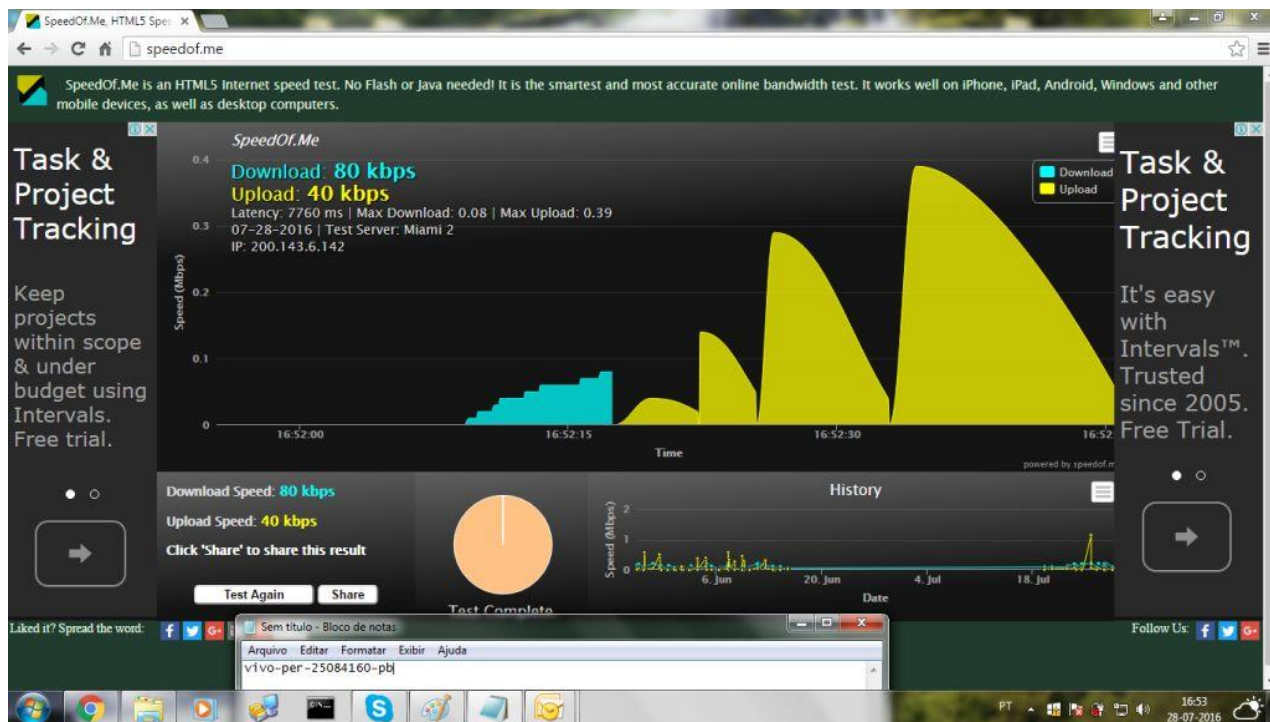 SpeedOf.Me, HTML5 Spee
speedof.me
SpeedOf.Me is an HTML5 Internet speed test. No Flash or Java needed! It is the smartest and most accurate online bandwidth test. It works well on iPhone, iPad, Android, Windows and other
mobile devices, as well as desktop computers.
Task &
Project
Tracking
Keep
projects
within scope
& under
budget using
Intervals.
Free trial.
SpeedOf.Me
Download: 80 kbps
Upload: 40 kbps
Latency: 7760 ms | Max Download: 0.08 | Max Upload: 0.39
07-28-2016 | Test Server: Miami 2
IP: 200.143.6.142
Download
Upload
Speed (Mbps)
0.4
0.3
0.2
0.1
0
16:52:00
16:52:15
16:52:30
16:52:
Time
powered by speedof.m
Task &
Project
Tracking
It's easy
with
Intervals™.
Trusted
since 2005.
Free Trial.
Download Speed: 80 kbps
Upload Speed: 40 kbps
Click 'Share' to share this result
Test Again
Share
Test Complete
History
Speed (Mbps)
2
1
0
6. Jun
20. Jun
4. Jul
18. Jul
Date
Liked it? Spread the word:
Follow Us:
Sem título - Bloco de notas
Arquivo Editar Formatar Exibir Ajuda
vivo-per-25084160-pb
PT
16:53
28-07-2016